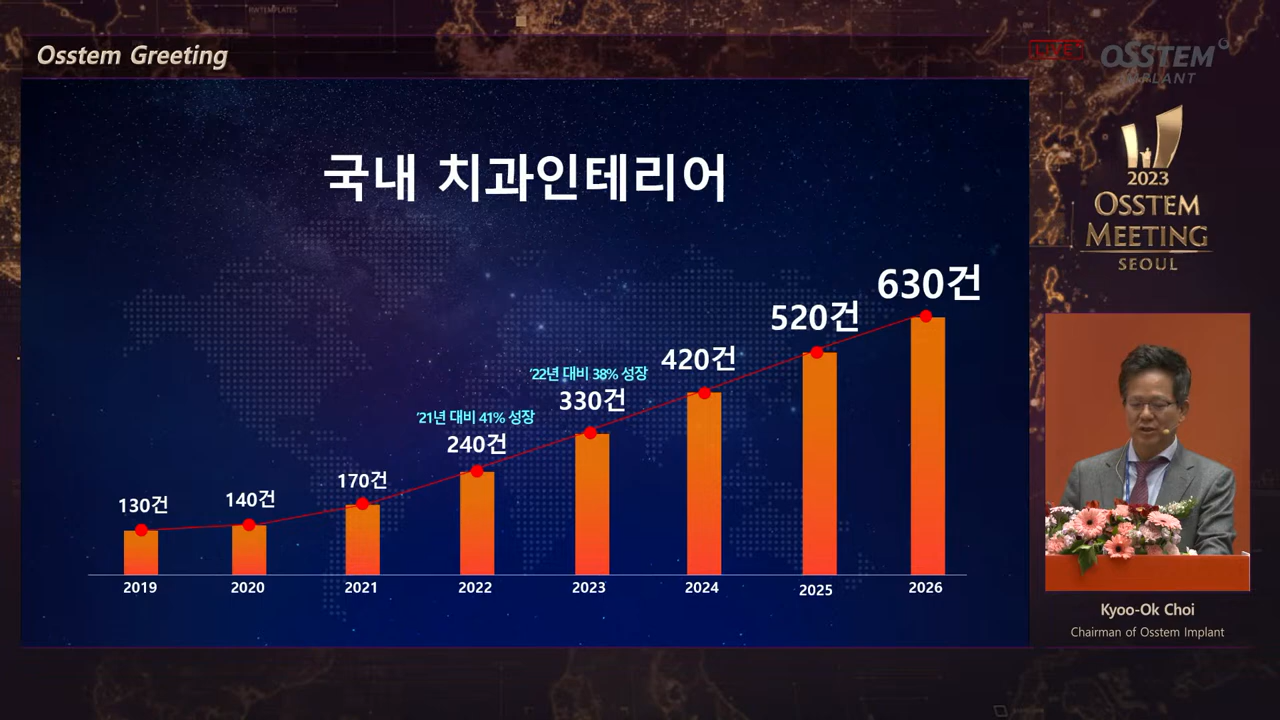 Osstem Greeting
LIVE
OSSTEM
IMPLANT
2023
OSSTEM
MEETING
SEOUL
국내 치과인테리어
630건
520건
420건
'22년 대비 38% 성장
330건
'21년 대비 41% 성장
240건
170건
140건
130건
2019
2020
2021
2022
2023
2024
2025
2026
Kyoo-Ok Choi
Chairman of Osstem Implant